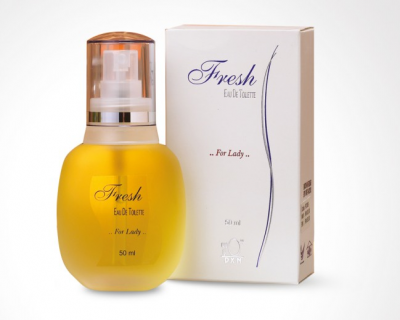 Fresh
EAU DE TOILETTE
.. For Lady ..
50 ml
Fresh
EAU DE TOILETTE
.. For Lady ..
50 ml